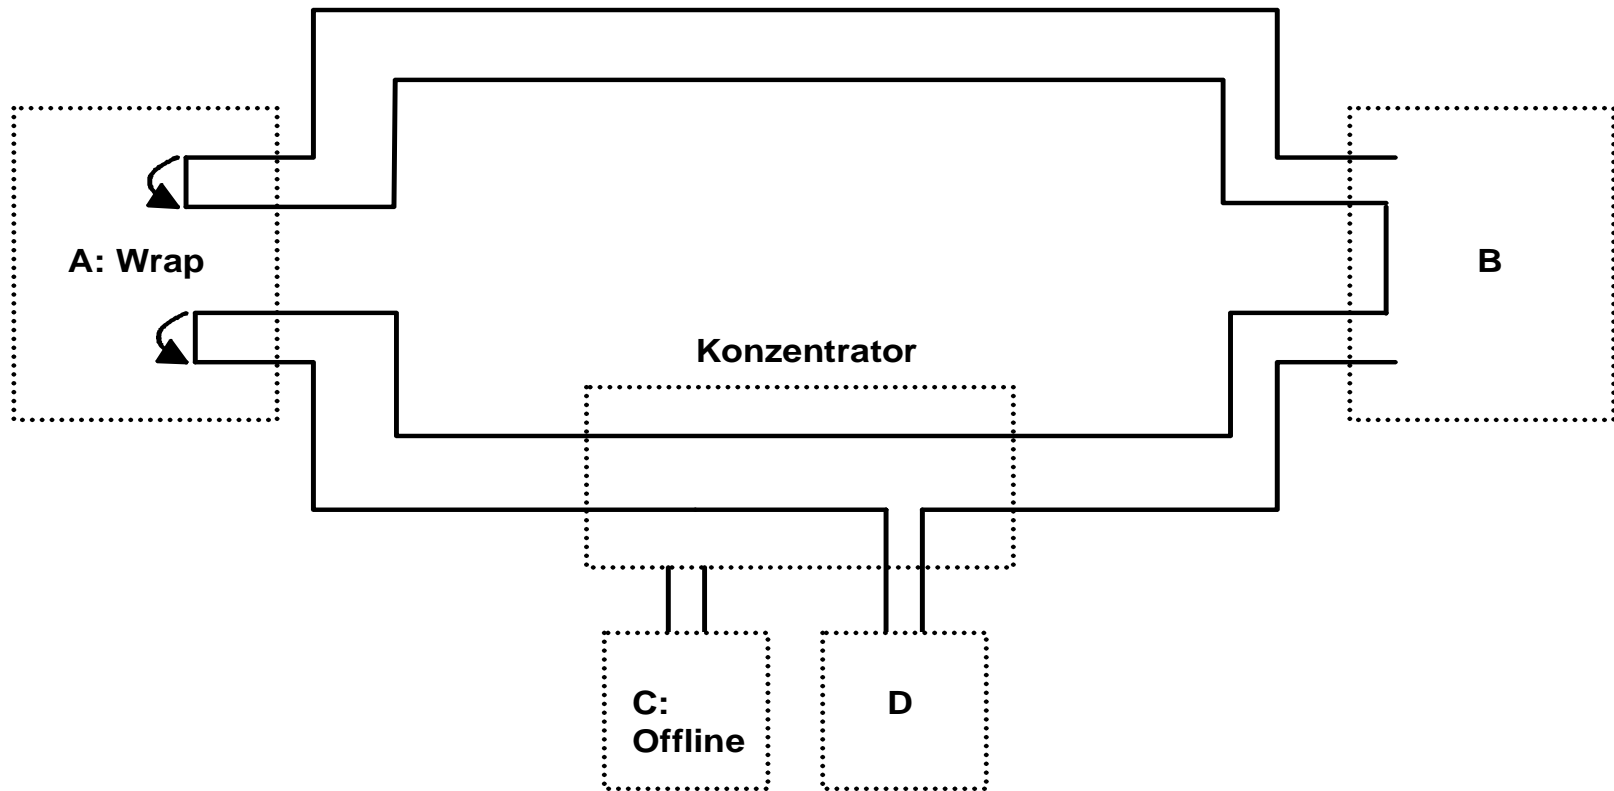 A: Wrap
B
Konzentrator
C:
Offline
D